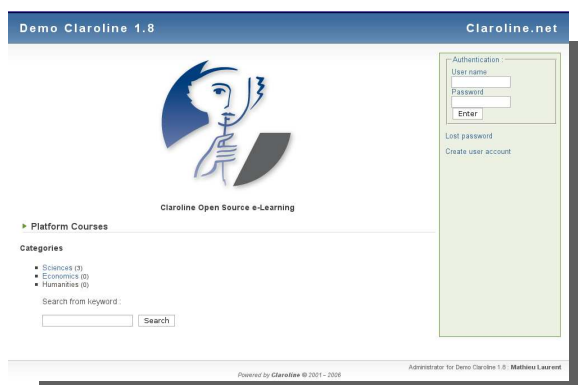 Demo Claroline 1.8
Claroline.net
Authentication :
User name
Password
Enter
Lost password
Create user account
Claroline Open Source e-Learning
Platform Courses
Categories
Sciences (3)
Economics (0)
Humanities (0)
Search from keyword :
Search
Administrator for Demo Claroline 1.8 : Mathieu Laurent
Powered by Claroline © 2001 - 2006